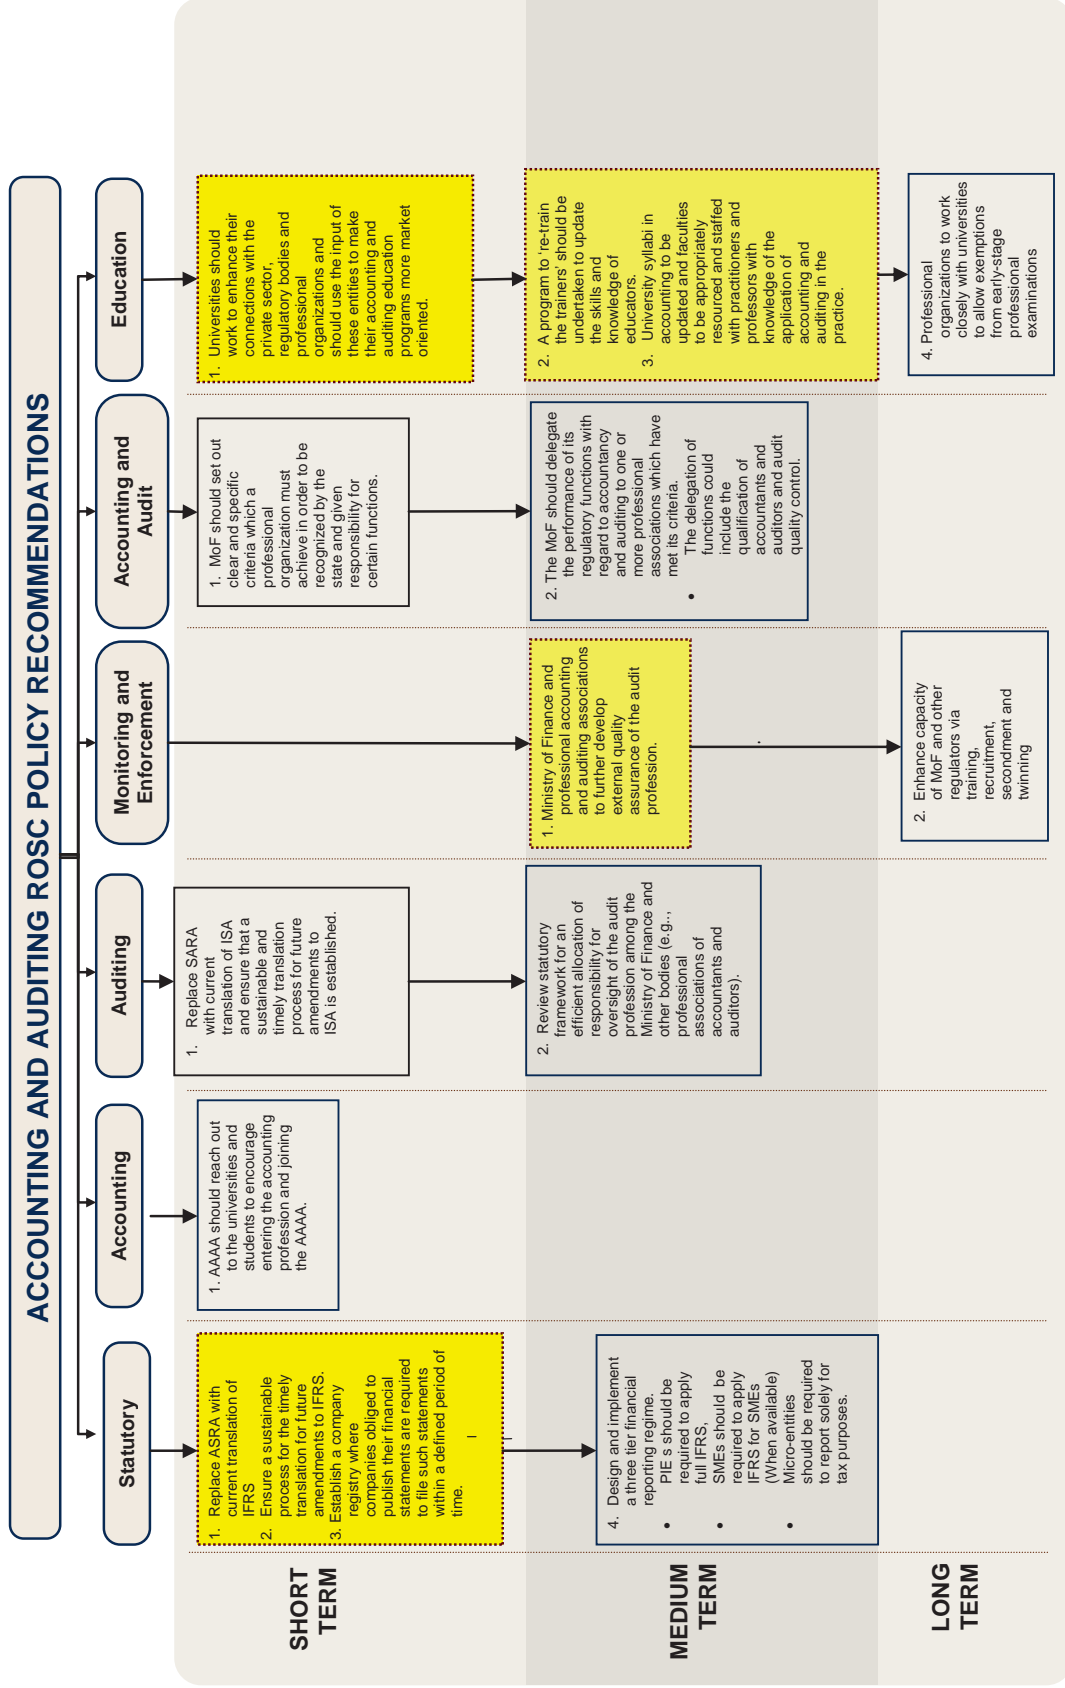 ACCOUNTING AND AUDITING ROSC POLICY RECOMMENDATIONS
Statutory
Accounting
Auditing
Monitoring and
Enforcement
Accounting and
Audit
Education
SHORT
TERM
1. Replace ASRA with
current translation of
IFRS
2. Ensure a sustainable
process for the timely
translation for future
amendments to IFRS.
3. Establish a company
registry where
companies obliged to
publish their financial
statements are required
to file such statements
within a defined period of
time.
1. AAAA should reach out
to the universities and
students to encourage
entering the accounting
profession and joining
the AAAA.
1. Replace SARA
with current
translation of ISA
and ensure that a
sustainable and
timely translation
process for future
amendments to
ISA is established.
1. MoF should set out
clear and specific
criteria which a
professional
organization must
achieve in order to be
recognized by the
state and given
responsibility for
certain functions.
1. Universities should
work to enhance their
connections with the
private sector,
regulatory bodies and
professional
organizations and
should use the input of
these entities to make
their accounting and
auditing education
programs more market
oriented.
MEDIUM
TERM
4. Design and implement
a three tier financial
reporting regime.
• PIE s should be
required to apply
full IFRS,
• SMEs should be
required to apply
IFRS for SMEs
(When available)
• Micro-entities
should be required
to report solely for
tax purposes.
2. Review statutory
framework for an
efficient allocation of
responsibility for
oversight of the audit
profession among the
Ministry of Finance and
other bodies (e.g..,
professional
associations of
accountants and
auditors).
1. Ministry of Finance and
professional accounting
and auditing associations
to further develop
external quality
assurance of the audit
profession.
2. The MoF should delegate
the performance of its
regulatory functions with
regard to accountancy
and auditing to one or
more professional
associations which have
met its criteria.
• The delegation of
functions could
include the
qualification of
accountants and
auditors and audit
quality control.
2. A program to 're-train
the trainers' should be
undertaken to update
the skills and
knowledge of
educators.
3. University syllabi in
accounting to be
updated and faculties
to be appropriately
resourced and staffed
with practitioners and
professors with
knowledge of the
application of
accounting and
auditing in the
practice.
LONG
TERM
2. Enhance capacity
of MoF and other
regulators via
training,
recruitment,
secondment and
twinning
4. Professional
organizations to work
closely with universities
to allow exemptions
from early-stage
professional
examinations